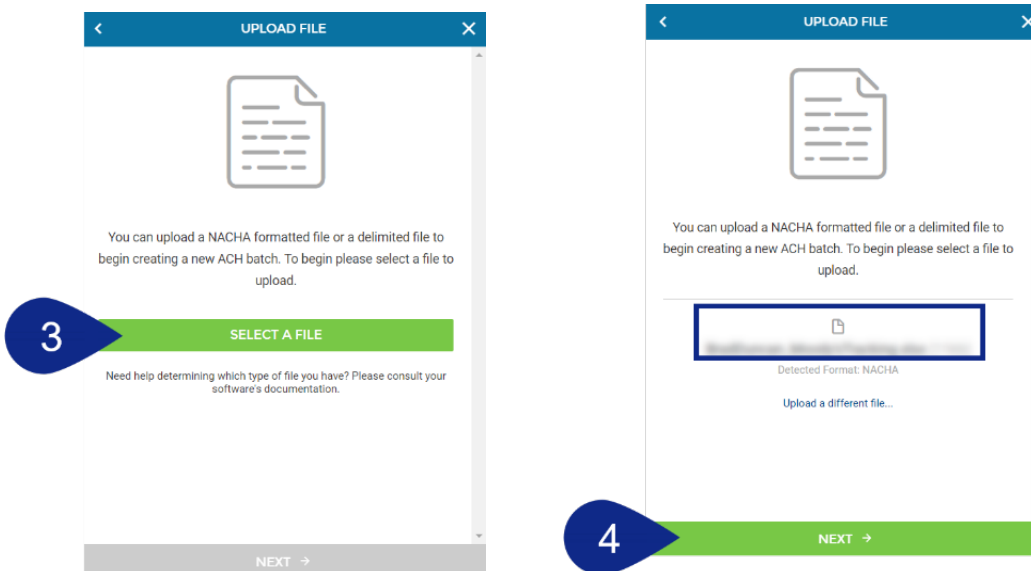 UPLOAD FILE
You can upload a NACHA formatted file or a delimited file to
begin creating a new ACH batch. To begin please select a file to
upload.
3
SELECT A FILE
Need help determining which type of file you have? Please consult your
software's documentation.
NEXT →
UPLOAD FILE
You can upload a NACHA formatted file or a delimited file to
begin creating a new ACH batch. To begin please select a file to
upload.
Detected Format: NACHA
Upload a different file...
4
NEXT →